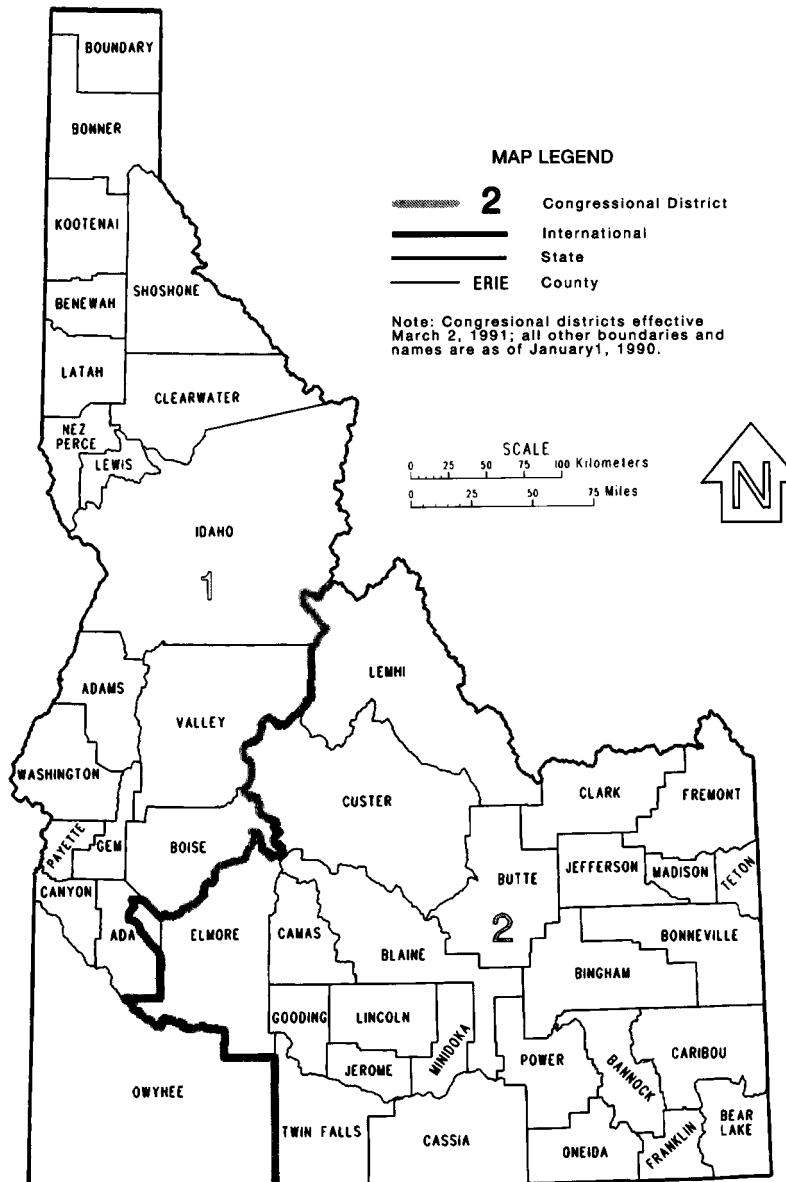 BOUNDARY
BONNER
MAP LEGEND
2 Congressional District
International
State
ERIE County
Note: Congresional districts effective
March 2, 1991; all other boundaries and
names are as of January1, 1990.
KOOTENAI
SHOSHONE
BENEWAH
LATAH
CLEARWATER
NEZ
PERCE
LEWIS
SCALE
0 25 50 75 100 Kilometers
0 25 50 75 Miles
N
IDAHO
1
LEMHI
ADAMS
VALLEY
WASHINGTON
CUSTER
CLARK
FREMONT
PAYETTE
GEM
BOISE
BUTTE
JEFFERSON
MADISON
TETON
CANYON
2
ADA
ELMORE
CAMAS
BLAINE
BONNEVILLE
BINGHAM
GOODING
LINCOLN
MINIDOKA
JEROME
POWER
BANNOCK
CARIBOU
OWYHEE
TWIN FALLS
CASSIA
ONEIDA
FRANKLIN
BEAR
LAKE